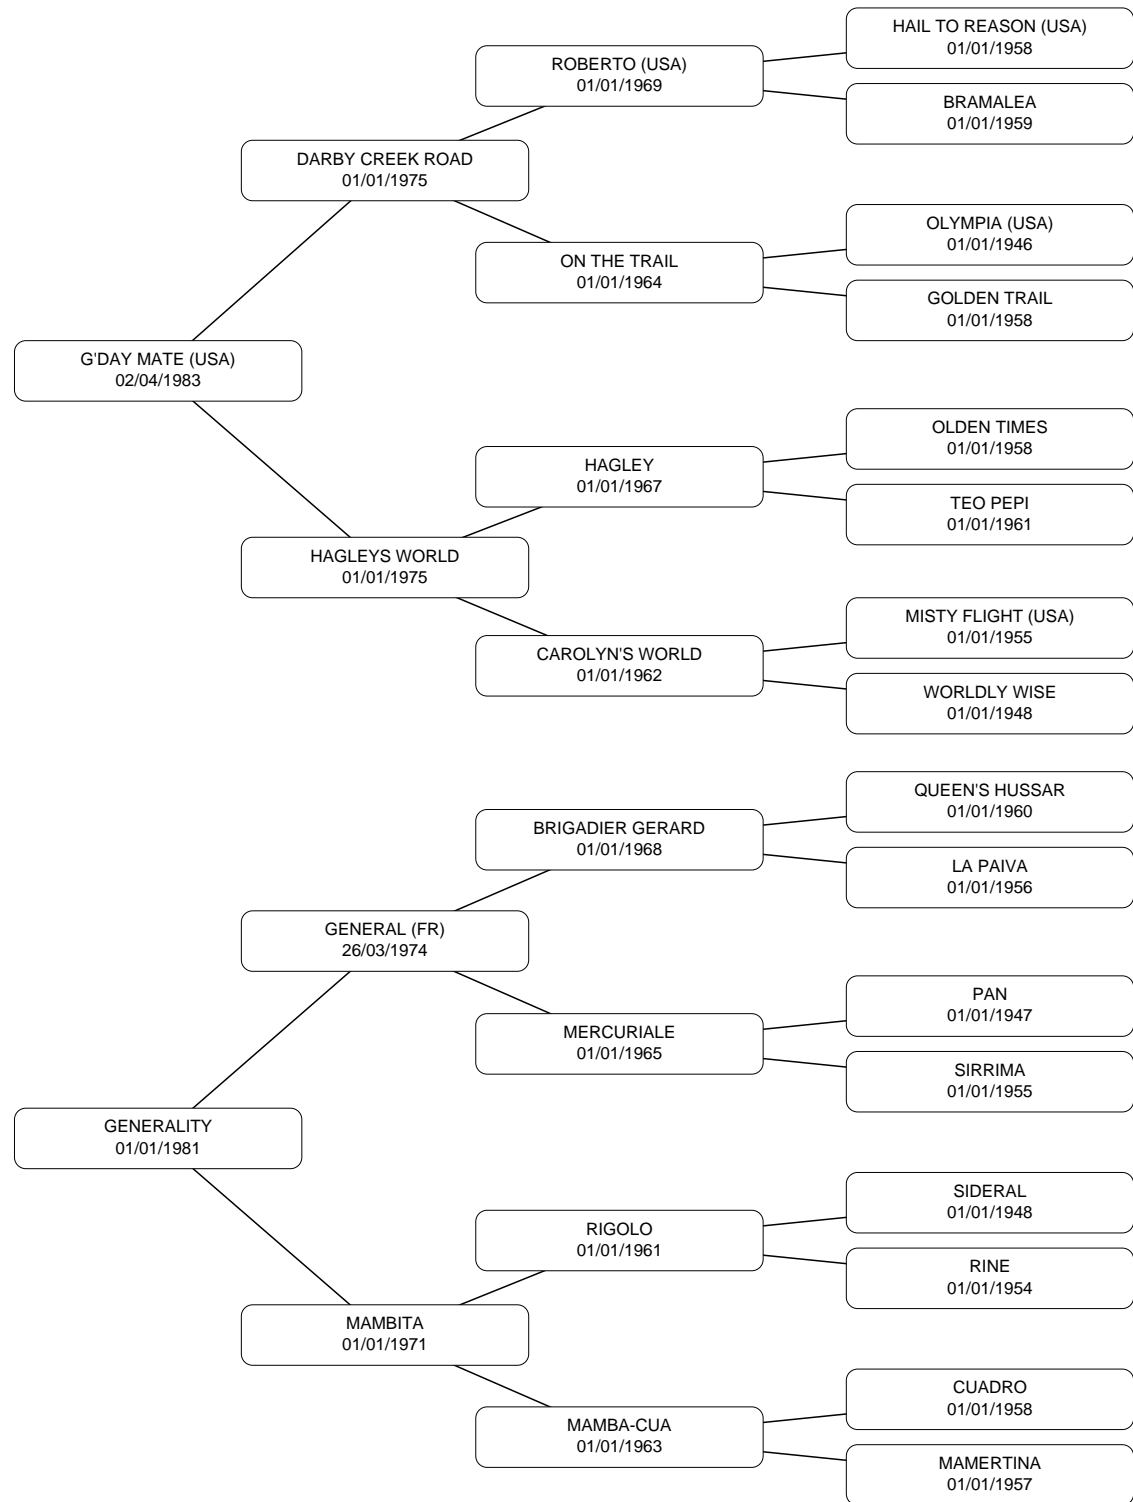 HAIL TO REASON (USA)
01/01/1958
ROBERTO (USA)
01/01/1969
BRAMALEA
01/01/1959
DARBY CREEK ROAD
01/01/1975
OLYMPIA (USA)
01/01/1946
ON THE TRAIL
01/01/1964
GOLDEN TRAIL
01/01/1958
G'DAY MATE (USA)
02/04/1983
OLDEN TIMES
01/01/1958
HAGLEY
01/01/1967
TEO PEPI
01/01/1961
HAGLEYS WORLD
01/01/1975
MISTY FLIGHT (USA)
01/01/1955
CAROLYN'S WORLD
01/01/1962
WORLDLY WISE
01/01/1948
QUEEN'S HUSSAR
01/01/1960
BRIGADIER GERARD
01/01/1968
LA PAIVA
01/01/1956
GENERAL (FR)
26/03/1974
PAN
01/01/1947
MERCURIALE
01/01/1965
SIRRIMA
01/01/1955
GENERALITY
01/01/1981
SIDERAL
01/01/1948
RIGOLO
01/01/1961
RINE
01/01/1954
MAMBITA
01/01/1971
CUADRO
01/01/1958
MAMBA-CUA
01/01/1963
MAMERTINA
01/01/1957